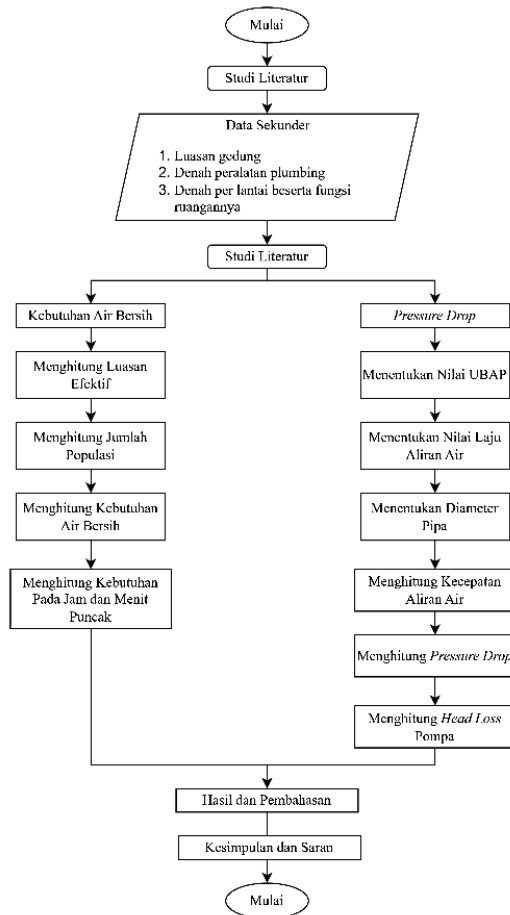 Mulai
Studi Literatur
Data Sekunder
1. Luasan gedung
2. Denah peralatan plumbing
3. Denah per lantai beserta fungsi
ruangannya
Studi Literatur
Kebutuhan Air Bersih
Menghitung Luasan
Efektif
Menghitung Jumlah
Populasi
Menghitung Kebutuhan
Air Bersih
Menghitung Kebutuhan
Pada Jam dan Menit
Puncak
Pressure Drop
Menentukan Nilai UBAP
Menentukan Nilai Laju
Aliran Air
Menentukan Diameter
Pipa
Menghitung Kecepatan
Aliran Air
Menghitung Pressure Drop
Menghitung Head Loss
Pompa
Hasil dan Pembahasan
Kesimpulan dan Saran
Mulai